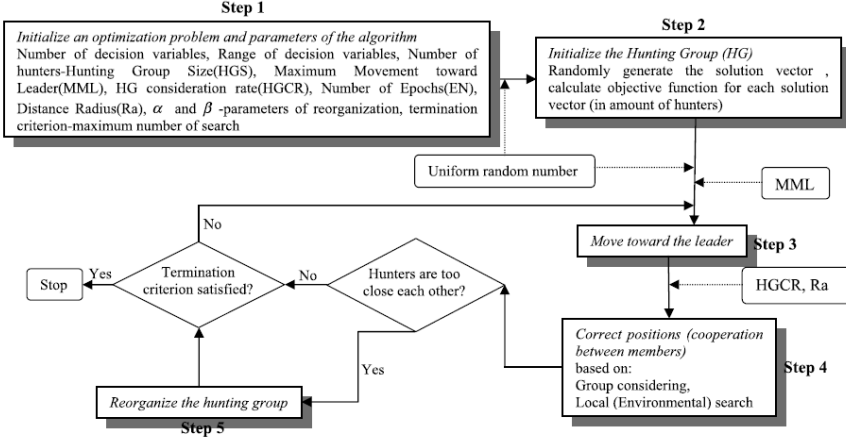 Step 1
Initialize an optimization problem and parameters of the algorithm
Number of decision variables, Range of decision variables, Number of
hunters-Hunting Group Size(HGS), Maximum Movement toward
Leader(MML), HG consideration rate(HGCR), Number of Epochs(EN),
Distance Radius(Ra), α and β -parameters of reorganization, termination
criterion-maximum number of search
Step 2
Initialize the Hunting Group (HG)
Randomly generate the solution vector ,
calculate objective function for each solution
vector (in amount of hunters)
Uniform random number
MML
No
Move toward the leader
Step 3
Stop
Yes
Termination
criterion satisfied?
No
Hunters are too
close each other?
HGCR, Ra
Correct positions (cooperation
between members)
based on:
Group considering,
Local (Environmental) search
Step 4
Yes
Reorganize the hunting group
Step 5